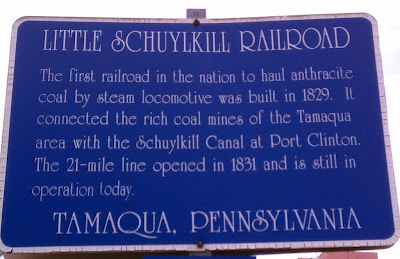 LITTLE SCHUYLKILL RAILROAD
The first railroad in the nation to haul anthracite
coal by steam locomotive was built in 1829. It
connected the rich coal mines of the Tamaqua
area with the Schuylkill Canal at Port Clinton.
The 21-mile line opened in 1831 and is still in
operation today.
TAMAQUA, PENNSYLVANIA